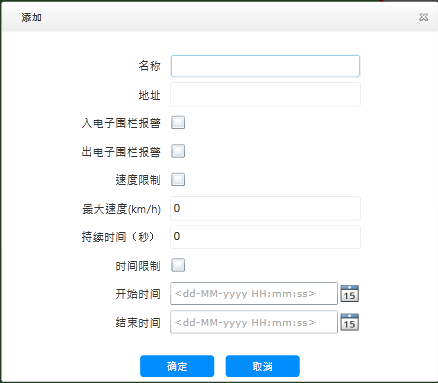 添加
名称
地址
入电子围栏报警
出电子围栏报警
速度限制
最大速度(km/h) 0
持续时间（秒） 0
时间限制
开始时间 <dd-MM-yyyy HH:mm:ss> 15
结束时间 <dd-MM-yyyy HH:mm:ss> 15
确定 取消